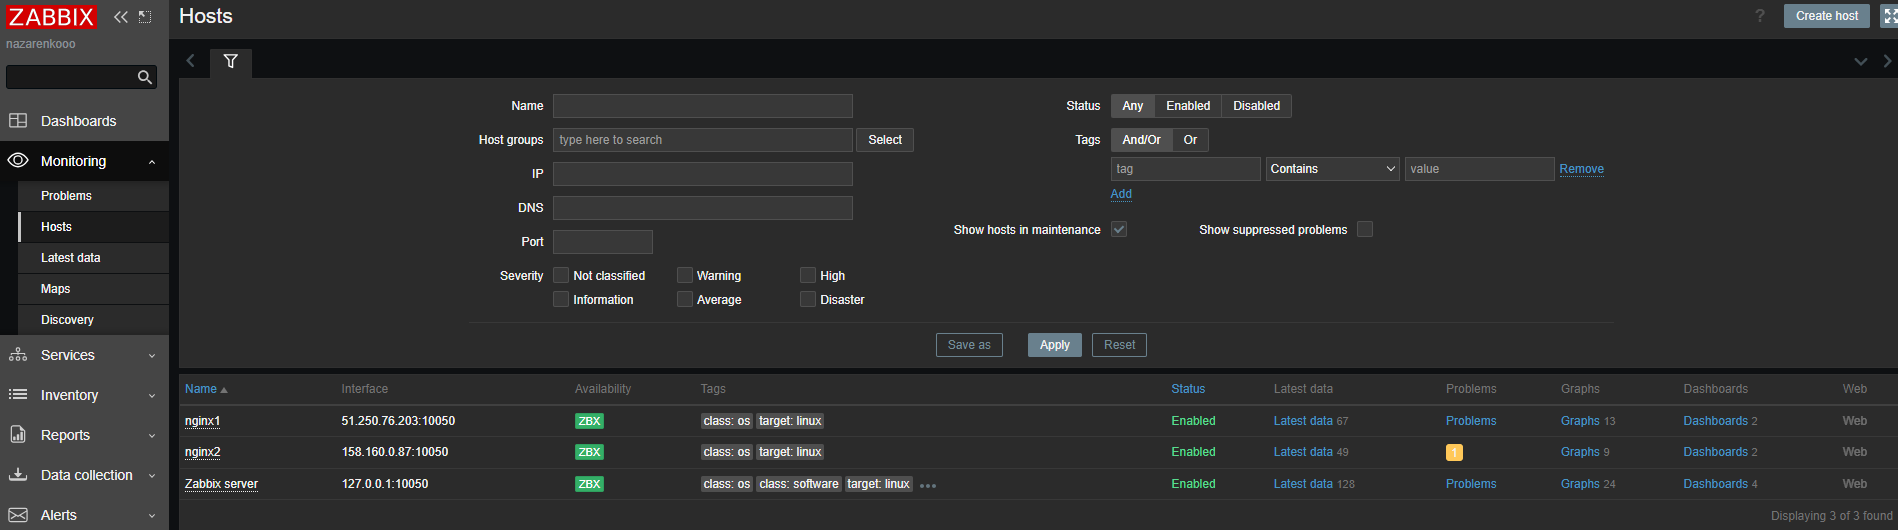 ZABBIX
nazarenkooo
Dashboards
Monitoring
Problems
Hosts
Latest data
Maps
Discovery
Services
Inventory
Reports
Data collection
Alerts
Hosts
? Create host
Name
Host groups type here to search Select
IP
DNS
Port
Severity Not classified Warning High
Information Average Disaster
Status Any Enabled Disabled
Tags And/Or Or
tag Contains value Remove
Add
Show hosts in maintenance Show suppressed problems
Save as Apply Reset
Name Interface Availability Tags Status Latest data Problems Graphs Dashboards Web
nginx1 51.250.76.203:10050 ZBX class: os target: linux Enabled Latest data 67 Problems Graphs 13 Dashboards 2 Web
nginx2 158.160.0.87:10050 ZBX class: os target: linux Enabled Latest data 49 1 Graphs 9 Dashboards 2 Web
Zabbix server 127.0.0.1:10050 ZBX class: os class: software target: linux ••• Enabled Latest data 128 Problems Graphs 24 Dashboards 4 Web
Displaying 3 of 3 found